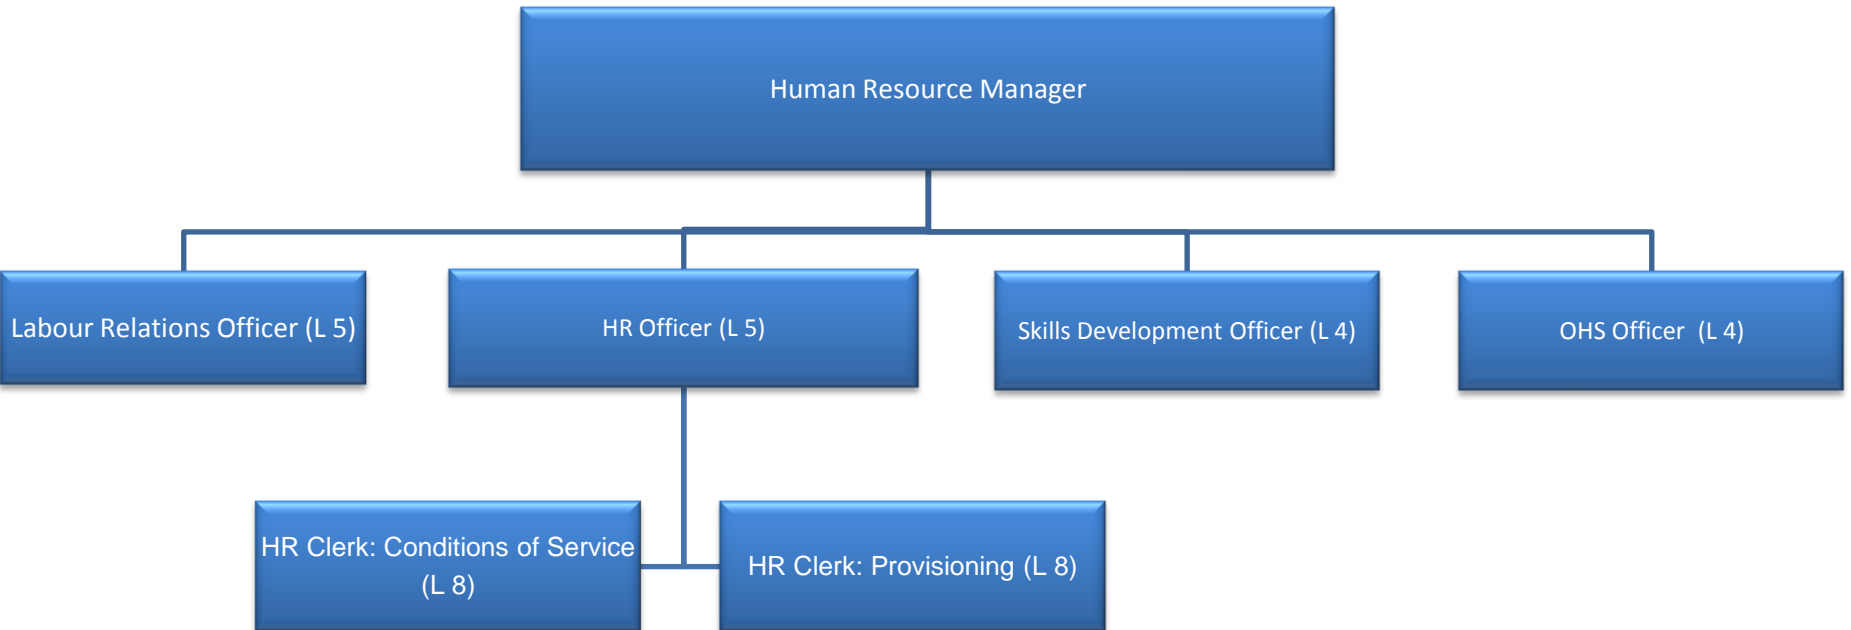 Human Resource Manager
Labour Relations Officer (L 5)
HR Officer (L 5)
Skills Development Officer (L 4)
OHS Officer  (L 4)
HR Clerk: Conditions of Service
(L 8)
HR Clerk: Provisioning (L 8)